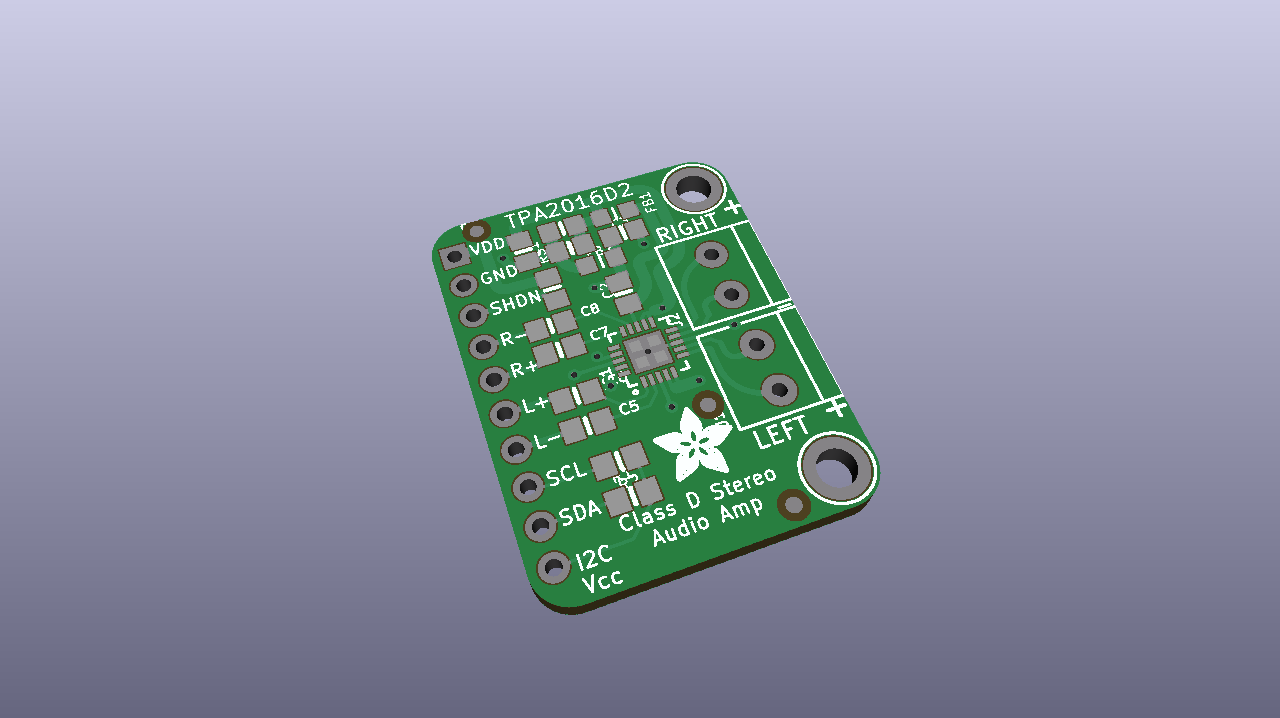 TPA2016D2
FB1
VDD
RIGHT
+
GND
SHDN
C8
R-
C7
R+
L+
C5
L-
+
LEFT
SCL
SDA
Class D Stereo
Audio Amp
I2C
Vcc